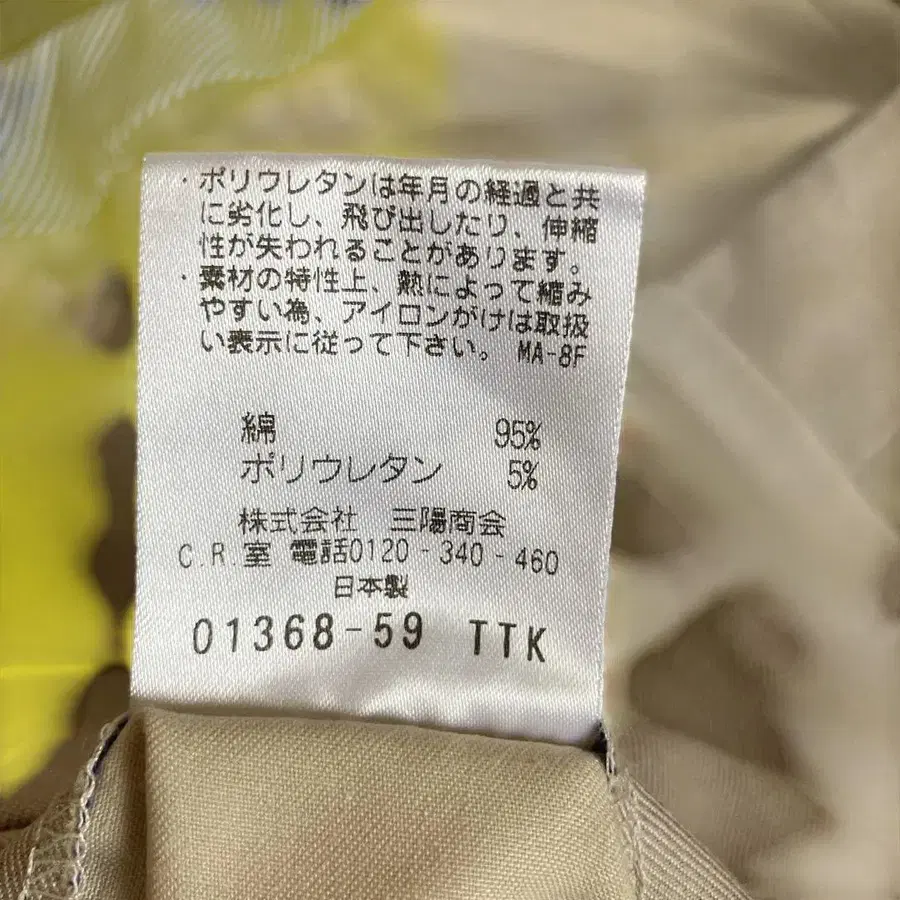 ・ポリウレタンは年月の経過と共
に劣化し、飛び出したり、伸縮
性が失われることがあります。
・素材の特性上、熱によって縮み
やすい為、アイロンがけは取扱
い表示に従って下さい。 MA-8F
綿 95%
ポリウレタン 5%
株式会社 三陽商会
C.R.室 電話0120-340-460
日本製
01368-59 TTK